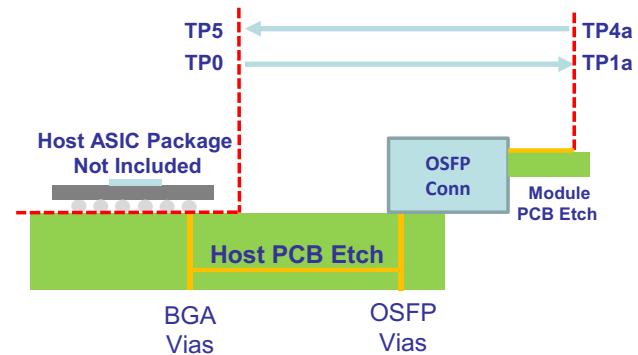 TP5
TP4a
TP0
TP1a
Host ASIC Package
Not Included
OSFP
Conn
Module
PCB Etch
Host PCB Etch
BGA
Vias
OSFP
Vias